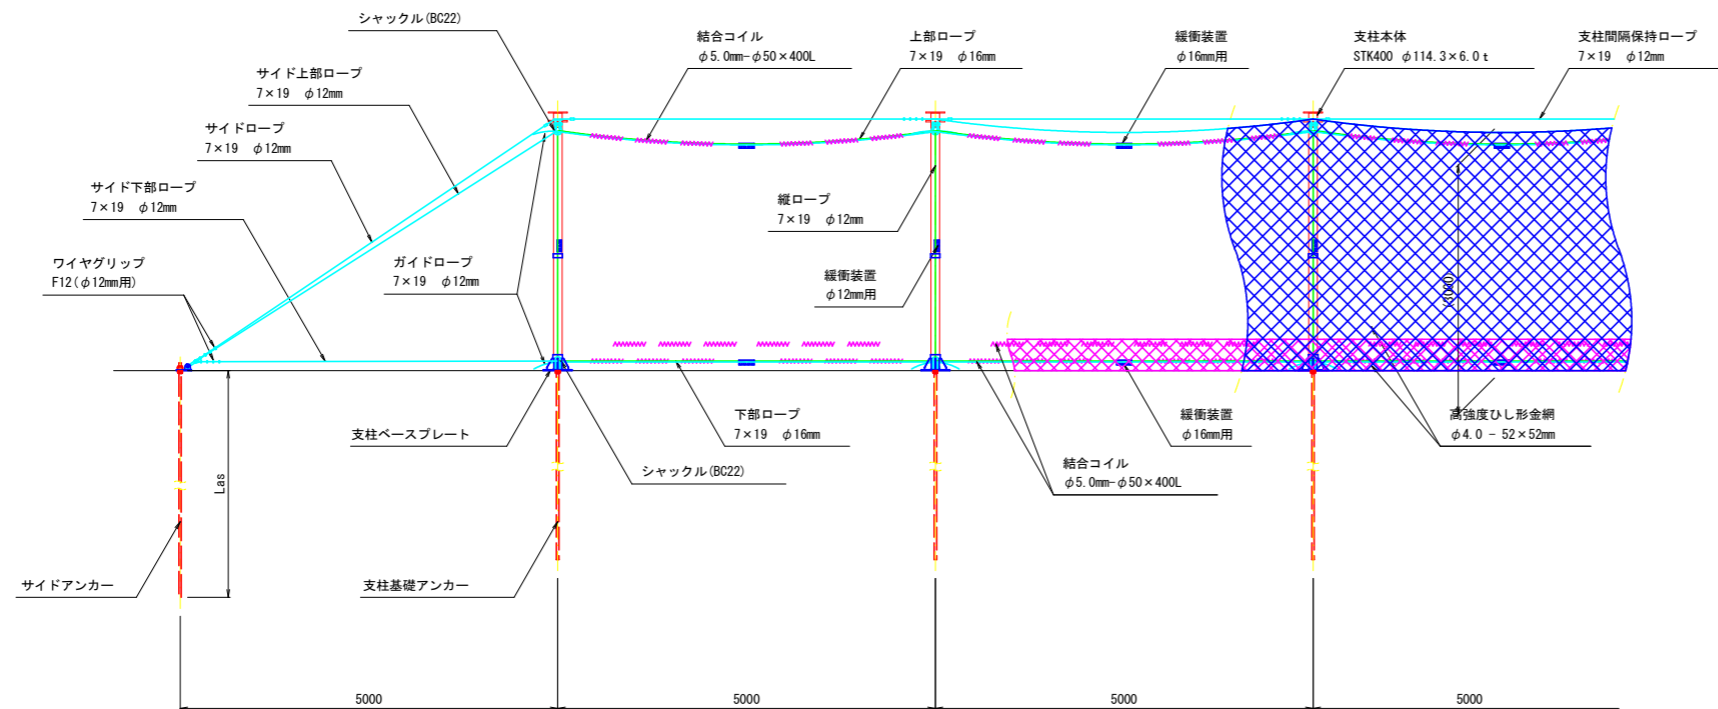 シャックル(BC22)
結合コイル
φ5.0mm-φ50×400L
上部ロープ
7×19 φ16mm
緩衝装置
φ16mm用
支柱本体
STK400 φ114.3×6.0t
支柱間隔保持ロープ
7×19 φ12mm
サイド上部ロープ
7×19 φ12mm
サイドロープ
7×19 φ12mm
サイド下部ロープ
7×19 φ12mm
縦ロープ
7×19 φ12mm
ワイヤグリップ
F12(φ12mm用)
ガイドロープ
7×19 φ12mm
緩衝装置
φ12mm用
(3000)
支柱ベースプレート
下部ロープ
7×19 φ16mm
緩衝装置
φ16mm用
高強度ひし形金網
φ4.0 - 52×52mm
シャックル(BC22)
結合コイル
φ5.0mm-φ50×400L
Las
サイドアンカー
支柱基礎アンカー
5000
5000
5000
5000